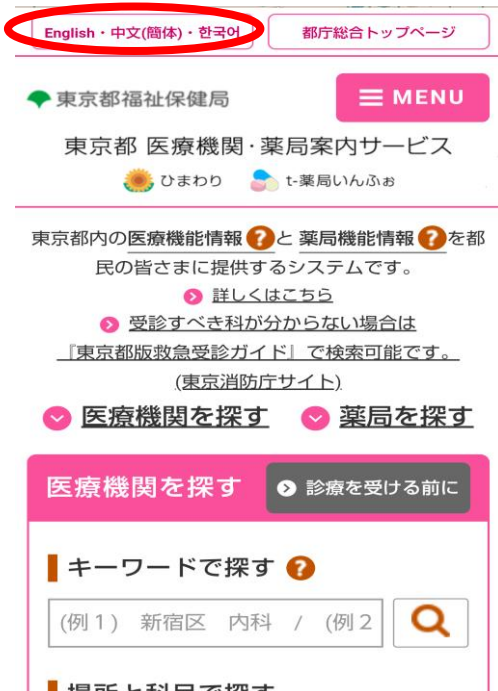 English・中文(簡体)・한국어
都庁総合トップページ
東京都福祉保健局
MENU
東京都 医療機関・薬局案内サービス
ひまわり t-薬局いんふぉ
東京都内の医療機能情報?と 薬局機能情報?を都
民の皆さまに提供するシステムです。
詳しくはこちら
受診すべき科が分からない場合は
『東京都版救急受診ガイド』で検索可能です。
(東京消防庁サイト)
医療機関を探す 薬局を探す
医療機関を探す 診療を受ける前に
キーワードで探す ?
(例1) 新宿区 内科 / (例2
場所と科目で探す